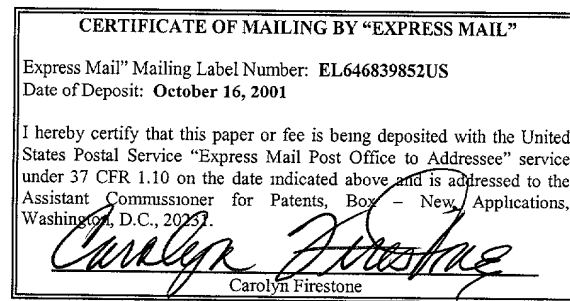 CERTIFICATE OF MAILING BY “EXPRESS MAIL”
Express Mail” Mailing Label Number: EL646839852US
Date of Deposit: October 16, 2001
I hereby certify that this paper or fee is being deposited with the United
States Postal Service “Express Mail Post Office to Addressee” service
under 37 CFR 1.10 on the date indicated above and is addressed to the
Assistant Commissioner for Patents, Box – New Applications,
Washington, D.C., 20231.
Carolyn Firestone
Carolyn Firestone